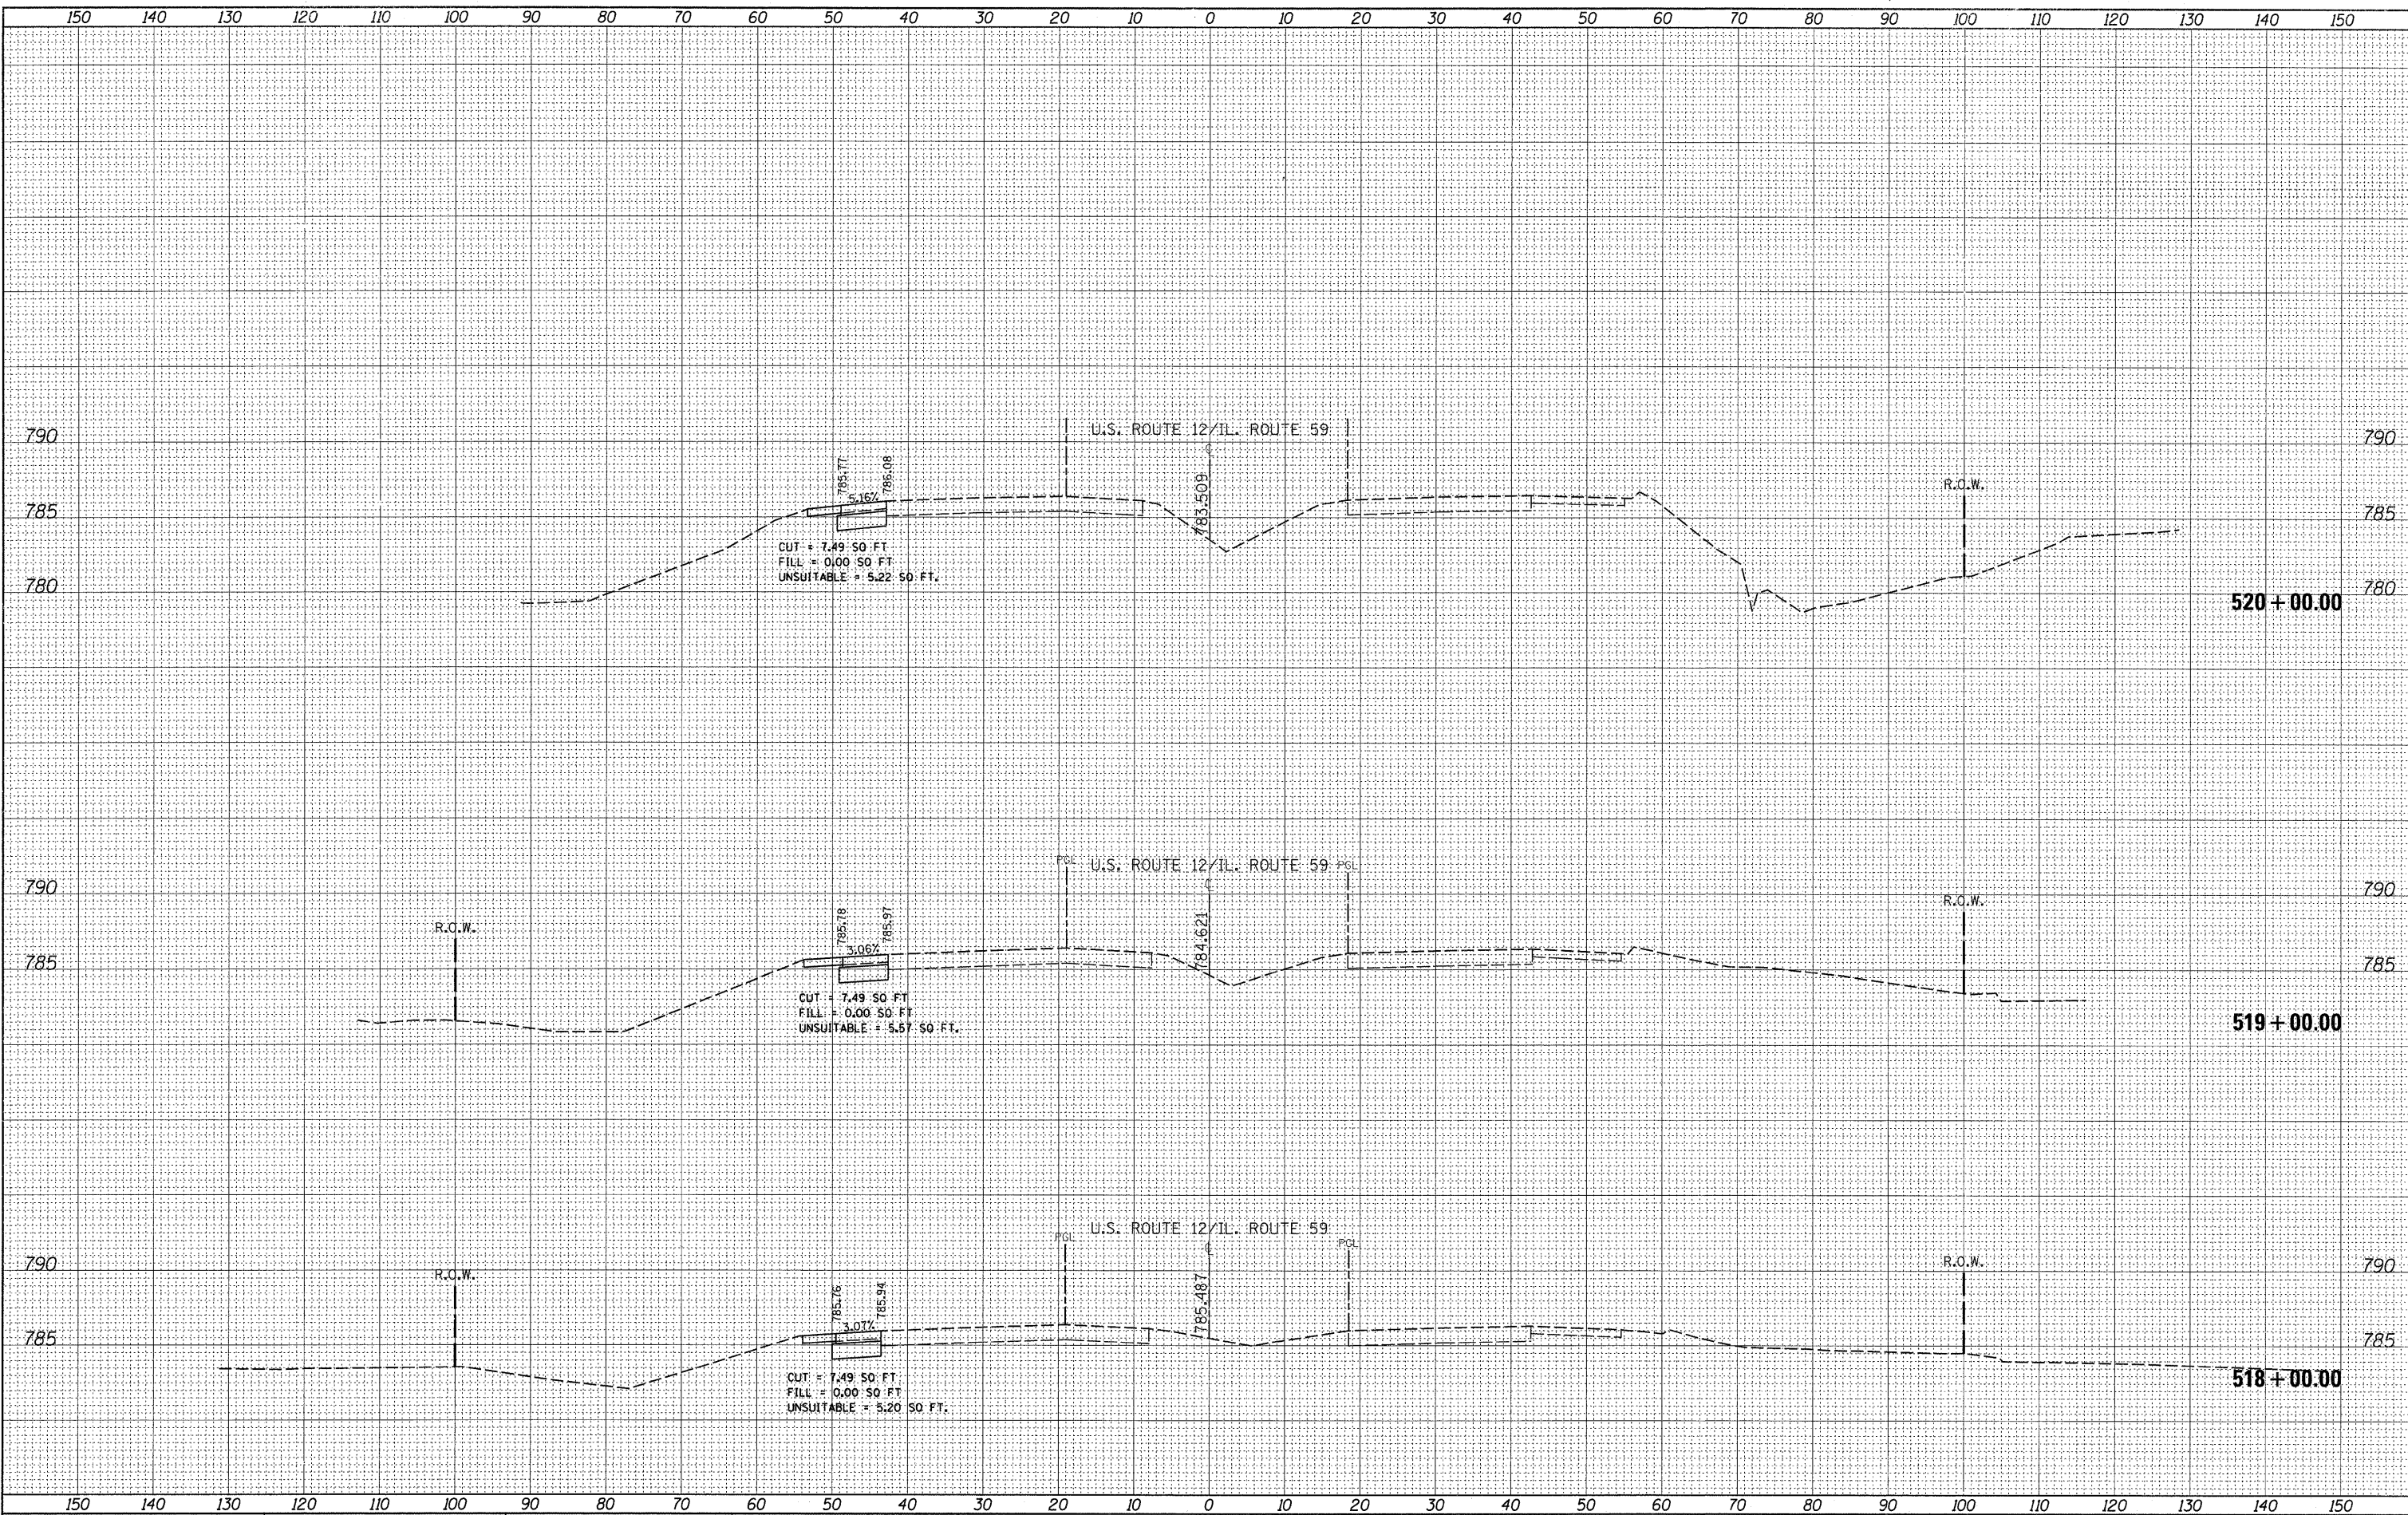 150 140 130 120 110 100 90 80 70 60 50 40 30 20 10 0 10 20 30 40 50 60 70 80 90 100 110 120 130 140 150
790 U.S. ROUTE 12/IL. ROUTE 59 790
℄
785.77 786.08 783.509
5.16%
R.O.W.
785 785
CUT = 7.49 SQ FT
FILL = 0.00 SQ FT
UNSUITABLE = 5.22 SQ FT.
780 780
520+00.00
PGL U.S. ROUTE 12/IL. ROUTE 59 PGL
℄
790 790
R.O.W. R.O.W.
785.78 785.97 784.621
3.06%
785 785
CUT = 7.49 SQ FT
FILL = 0.00 SQ FT
UNSUITABLE = 5.57 SQ FT.
519+00.00
PGL U.S. ROUTE 12/IL. ROUTE 59 PGL
℄
790 790
R.O.W. R.O.W.
785.76 785.94 785.487
3.07%
785 785
CUT = 7.49 SQ FT
FILL = 0.00 SQ FT
UNSUITABLE = 5.20 SQ FT.
518+00.00
150 140 130 120 110 100 90 80 70 60 50 40 30 20 10 0 10 20 30 40 50 60 70 80 90 100 110 120 130 140 150